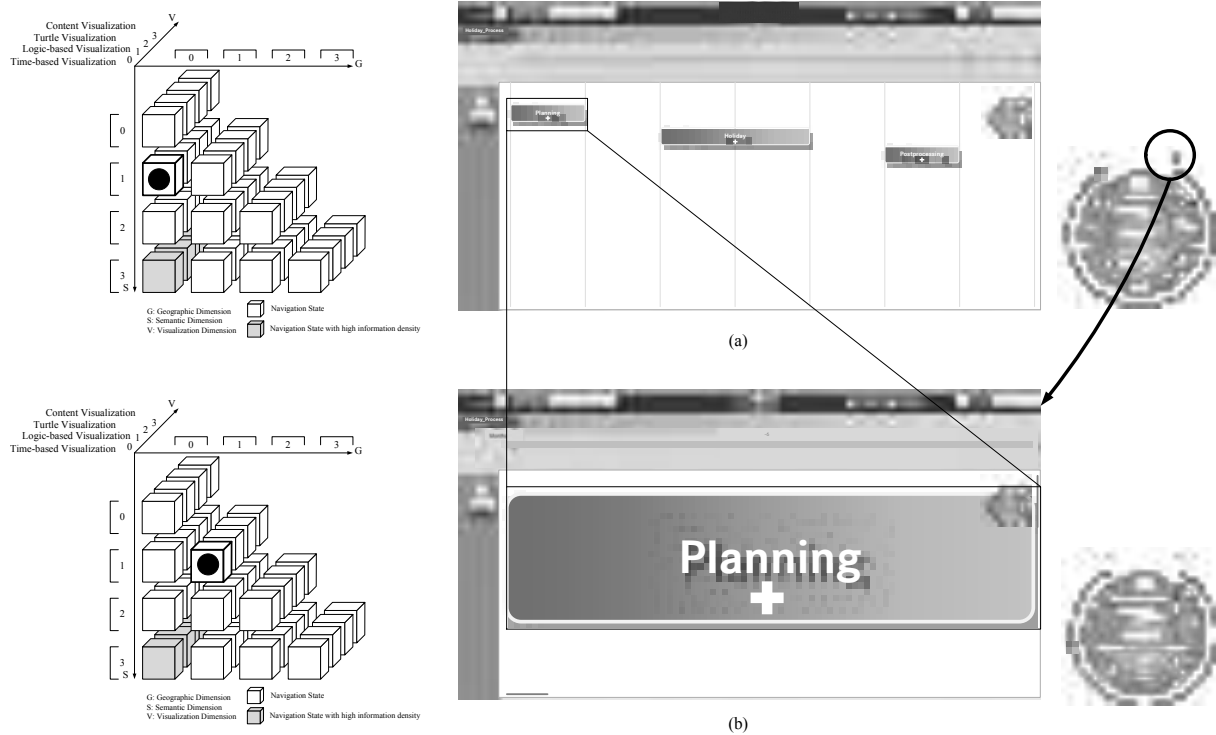 V
Content Visualization
Turtle Visualization
Logic-based Visualization
Time-based Visualization
0 1 2 3
0 1 2 3
G
0
1
2
3
S
G: Geographic Dimension
S: Semantic Dimension
V: Visualization Dimension
Navigation State
Navigation State with high information density
Holiday_Process
Planning
Holiday
Postprocessing
(a)
V
Content Visualization
Turtle Visualization
Logic-based Visualization
Time-based Visualization
0 1 2 3
0 1 2 3
G
0
1
2
3
S
G: Geographic Dimension
S: Semantic Dimension
V: Visualization Dimension
Navigation State
Navigation State with high information density
Holiday_Process
Planning
(b)